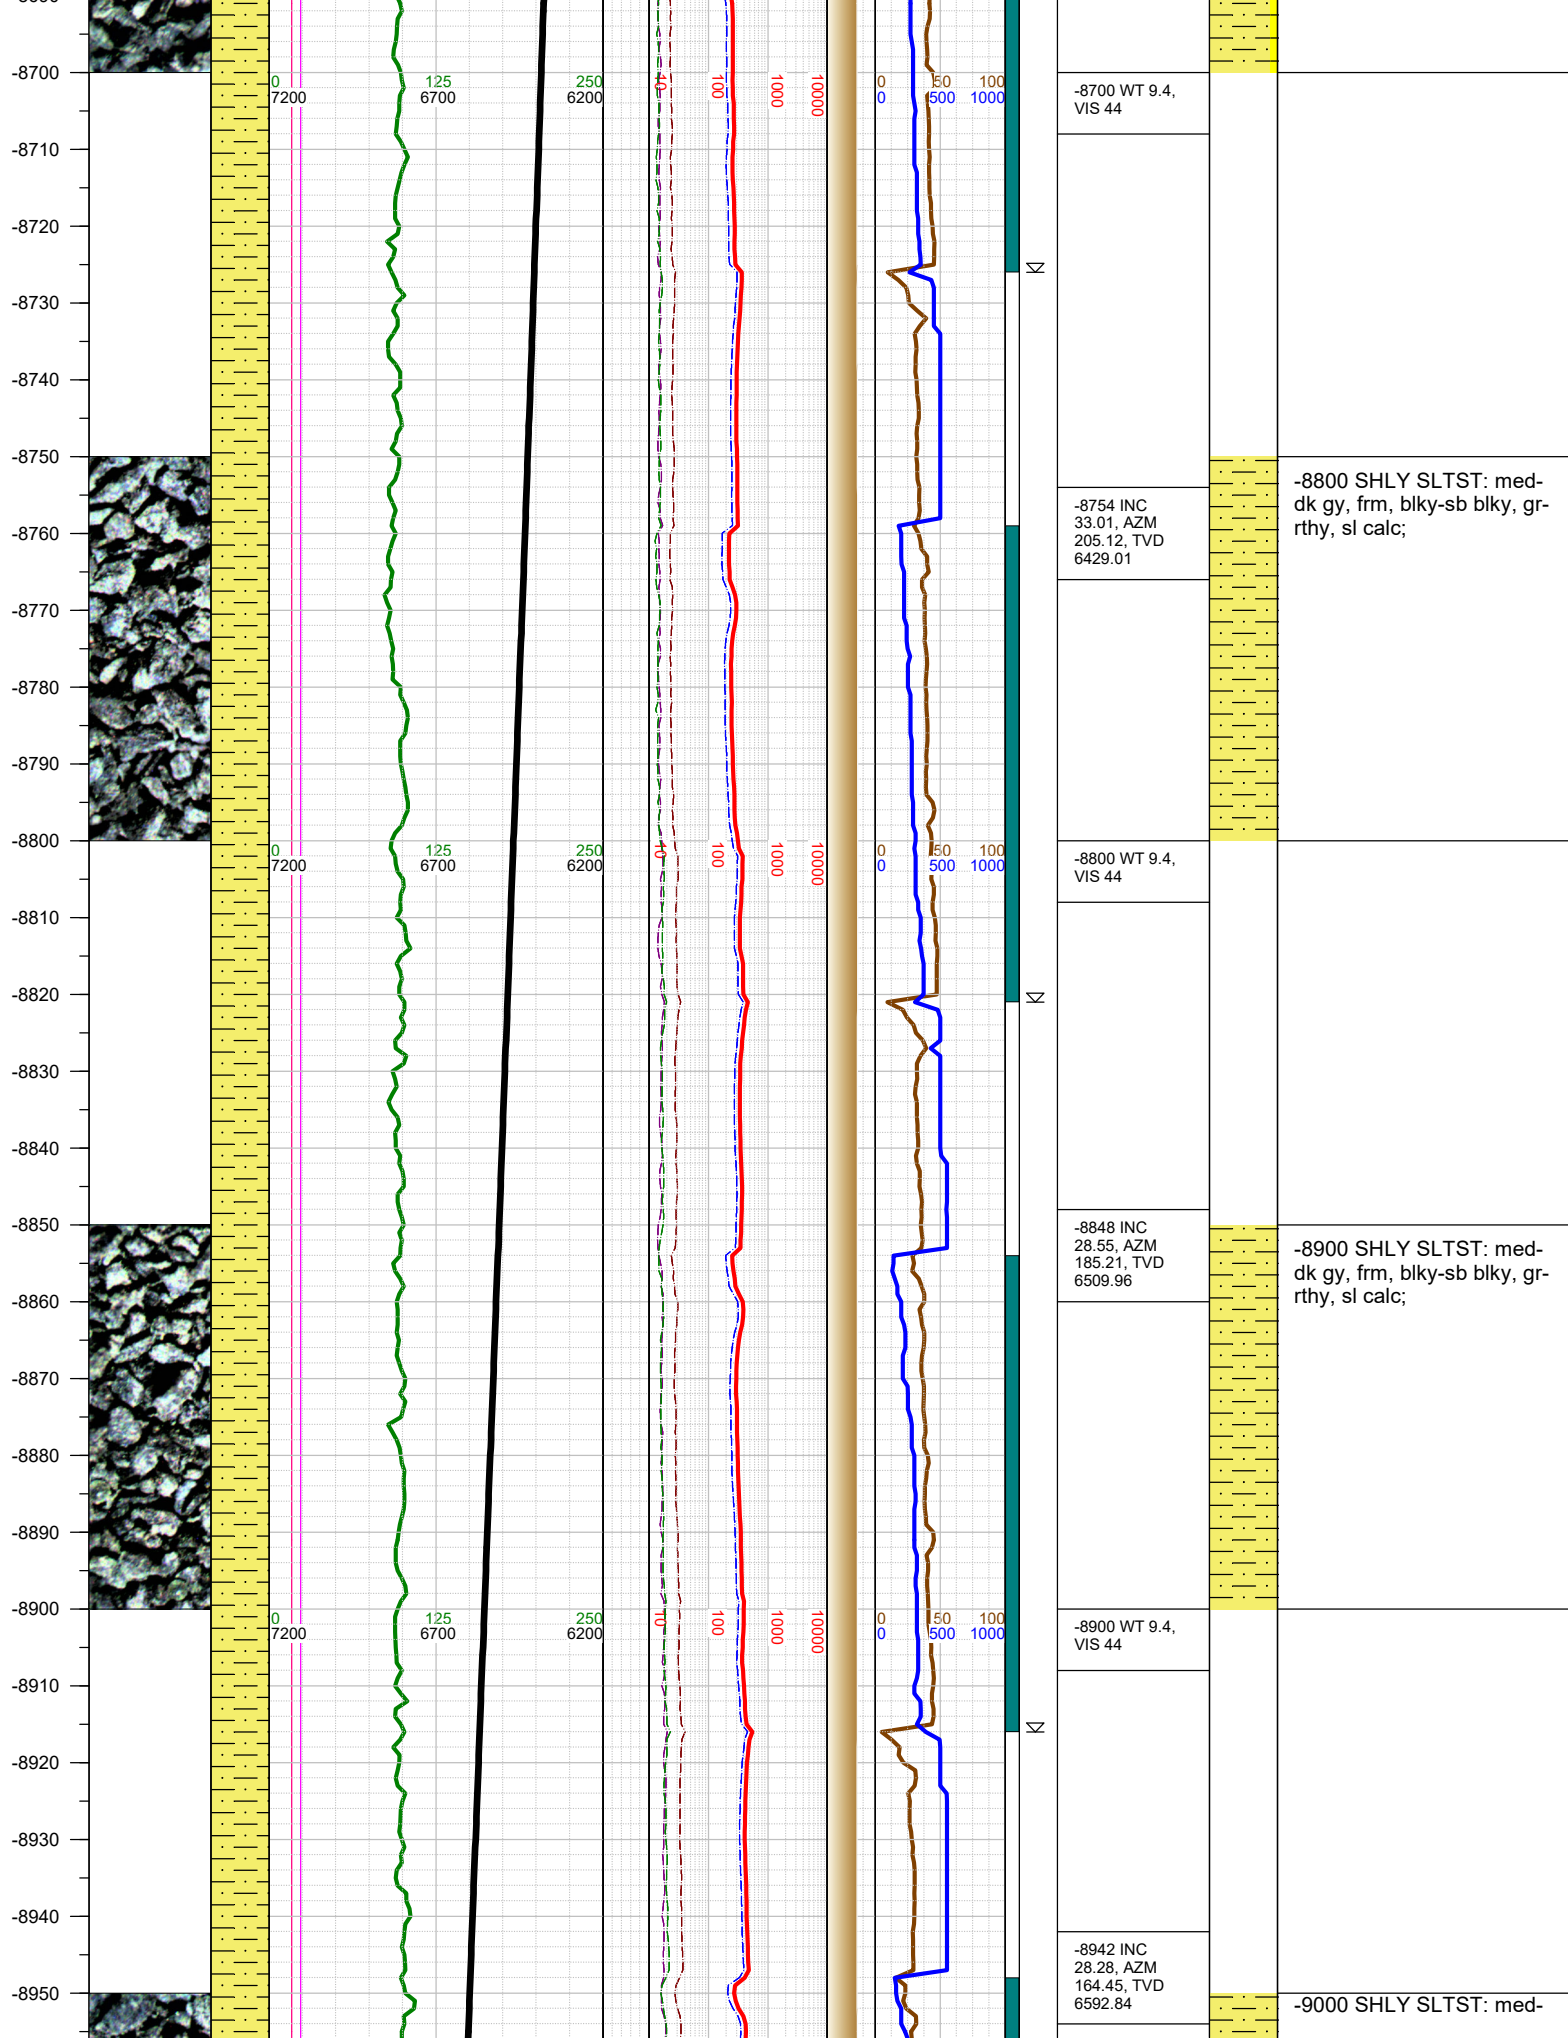 -8700
0 125 250
7200 6700 6200
10 100 1000 10000
0 50 100
0 500 1000
-8700 WT 9.4,
VIS 44
-8710
-8720
-8730
-8740
-8750
-8800 SHLY SLTST: med-
dk gy, frm, blky-sb blky, gr-
rthy, sl calc;
-8754 INC
33.01, AZM
205.12, TVD
6429.01
-8760
-8770
-8780
-8790
-8800
0 125 250
7200 6700 6200
10 100 1000 10000
0 50 100
0 500 1000
-8800 WT 9.4,
VIS 44
-8810
-8820
-8830
-8840
-8850
-8848 INC
28.55, AZM
185.21, TVD
6509.96
-8900 SHLY SLTST: med-
dk gy, frm, blky-sb blky, gr-
rthy, sl calc;
-8860
-8870
-8880
-8890
-8900
0 125 250
7200 6700 6200
10 100 1000 10000
0 50 100
0 500 1000
-8900 WT 9.4,
VIS 44
-8910
-8920
-8930
-8940
-8942 INC
28.28, AZM
164.45, TVD
6592.84
-8950
-9000 SHLY SLTST: med-